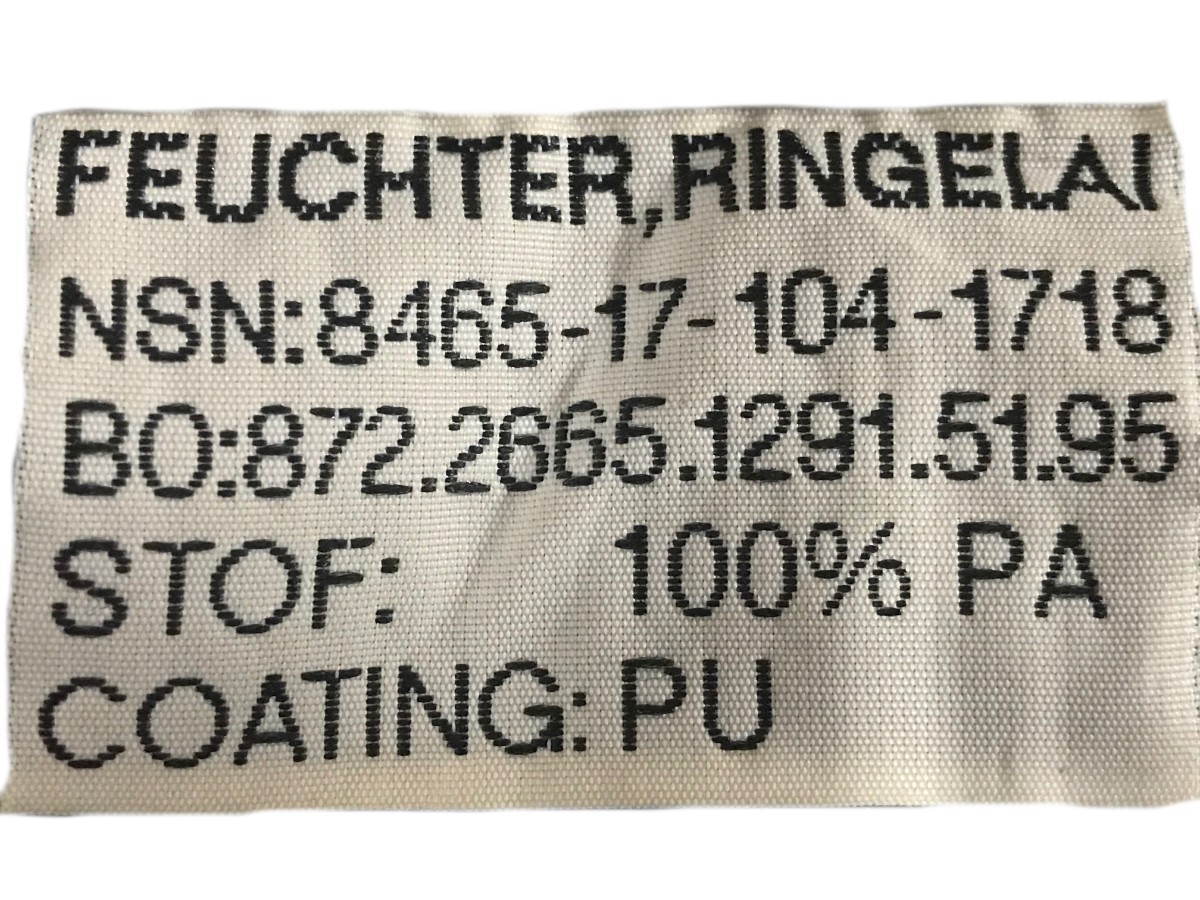 FEUCHTER,RINGELAI
NSN:8465-17-104-1718
BO:872.2665.1291.51.95
STOF: 100% PA
COATING: PU